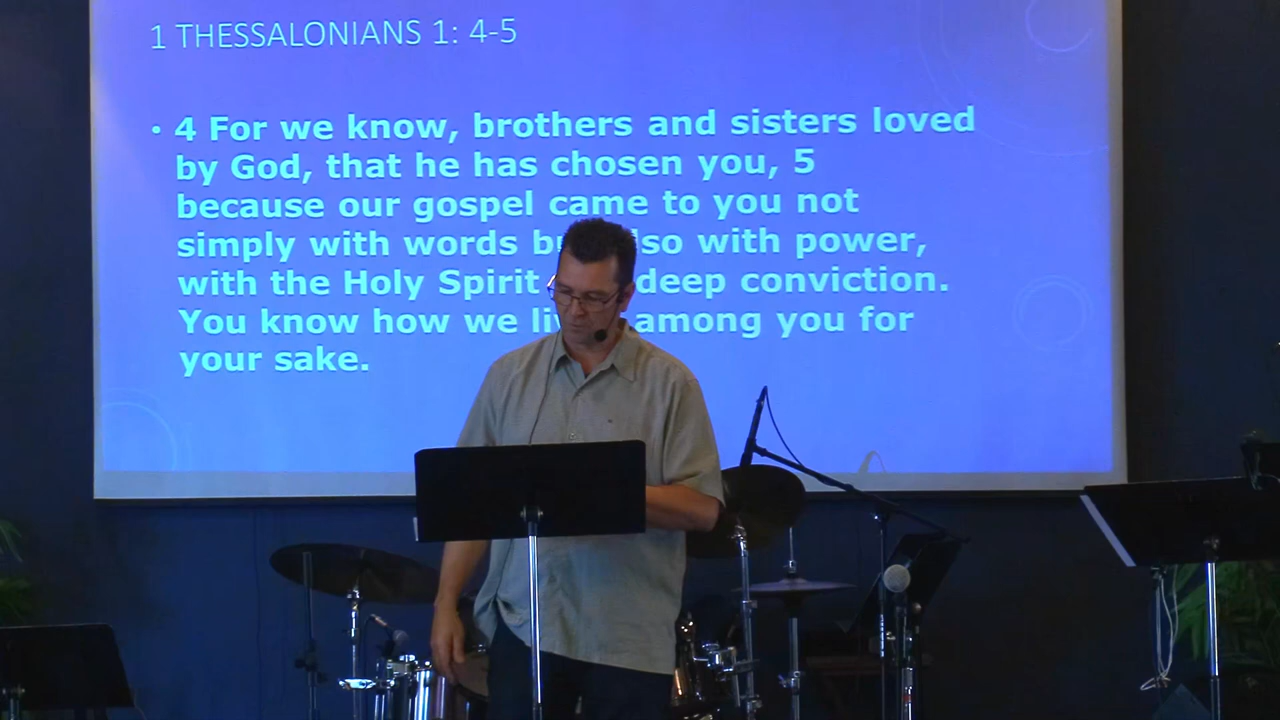 1 THESSALONIANS 1: 4-5
• 4 For we know, brothers and sisters loved
by God, that he has chosen you, 5
because our gospel came to you not
simply with words so with power,
with the Holy Spirit deep conviction.
You know how we among you for
your sake.